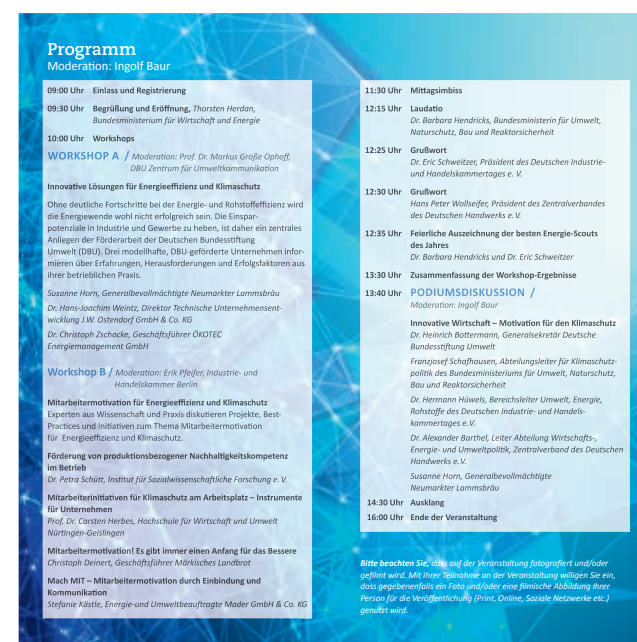 Programm
Moderation: Ingolf Baur
09:00 Uhr Einlass und Registrierung
09:30 Uhr Begrüßung und Eröffnung, Thorsten Herdan,
Bundesministerium für Wirtschaft und Energie
10:00 Uhr Workshops
WORKSHOP A / Moderation: Prof. Dr. Markus Große Ophoff,
DBU Zentrum für Umweltkommunikation
Innovative Lösungen für Energieeffizienz und Klimaschutz
Ohne deutliche Fortschritte bei der Energie- und Rohstoffeffizienz wird
die Energiewende wohl nicht erfolgreich sein. Die Einspar-
potenziale in Industrie und Gewerbe zu heben, ist daher ein zentrales
Anliegen der Förderarbeit der Deutschen Bundesstiftung
Umwelt (DBU). Drei modellhafte, DBU-geförderte Unternehmen infor-
mieren über Erfahrungen, Herausforderungen und Erfolgsfaktoren aus
ihrer betrieblichen Praxis.
Susanne Horn, Generalbevollmächtigte Neumarkter Lammsbräu
Dr. Hans-Joachim Weintz, Direktor Technische Unternehmensent-
wicklung J.W. Ostendorf GmbH & Co. KG
Dr. Christoph Zschocke, Geschäftsführer ÖKOTEC
Energiemanagement GmbH
Workshop B / Moderation: Erik Pfeifer, Industrie- und
Handelskammer Berlin
Mitarbeitermotivation für Energieeffizienz und Klimaschutz
Experten aus Wissenschaft und Praxis diskutieren Projekte, Best-
Practices und Initiativen zum Thema Mitarbeitermotivation
für Energieeffizienz und Klimaschutz.
Förderung von produktionsbezogener Nachhaltigkeitskompetenz
im Betrieb
Dr. Petra Schütt, Institut für Sozialwissenschaftliche Forschung e. V.
Mitarbeiterinitiativen für Klimaschutz am Arbeitsplatz – Instrumente
für Unternehmen
Prof. Dr. Carsten Herbes, Hochschule für Wirtschaft und Umwelt
Nürtingen-Geislingen
Mitarbeitermotivation! Es gibt immer einen Anfang für das Bessere
Christoph Deinert, Geschäftsführer Märkisches Landbrot
Mach MIT – Mitarbeitermotivation durch Einbindung und
Kommunikation
Stefanie Kästle, Energie-und Umweltbeauftragte Mader GmbH & Co. KG
11:30 Uhr Mittagsimbiss
12:15 Uhr Laudatio
Dr. Barbara Hendricks, Bundesministerin für Umwelt,
Naturschutz, Bau und Reaktorsicherheit
12:25 Uhr Grußwort
Dr. Eric Schweitzer, Präsident des Deutschen Industrie-
und Handelskammertages e. V.
12:30 Uhr Grußwort
Hans Peter Wollseifer, Präsident des Zentralverbandes
des Deutschen Handwerks e. V.
12:35 Uhr Feierliche Auszeichnung der besten Energie-Scouts
des Jahres
Dr. Barbara Hendricks und Dr. Eric Schweitzer
13:30 Uhr Zusammenfassung der Workshop-Ergebnisse
13:40 Uhr PODIUMSDISKUSSION /
Moderation: Ingolf Baur
Innovative Wirtschaft – Motivation für den Klimaschutz
Dr. Heinrich Bottermann, Generalsekretär Deutsche
Bundesstiftung Umwelt
Franzjosef Schafhausen, Abteilungsleiter für Klimaschutz-
politik des Bundesministeriums für Umwelt, Naturschutz,
Bau und Reaktorsicherheit
Dr. Hermann Hüwels, Bereichsleiter Umwelt, Energie,
Rohstoffe des Deutschen Industrie- und Handels-
kammertages e.V.
Dr. Alexander Barthel, Leiter Abteilung Wirtschafts-,
Energie- und Umweltpolitik, Zentralverband des Deutschen
Handwerks e.V.
Susanne Horn, Generalbevollmächtigte
Neumarkter Lammsbräu
14:30 Uhr Ausklang
16:00 Uhr Ende der Veranstaltung
Bitte beachten Sie, dass auf der Veranstaltung fotografiert und/oder
gefilmt wird. Mit Ihrer Teilnahme an der Veranstaltung willigen Sie ein,
dass gegebenenfalls ein Foto und/oder eine filmische Abbildung Ihrer
Person für die Veröffentlichung (Print, Online, Soziale Netzwerke etc.)
genutzt wird.